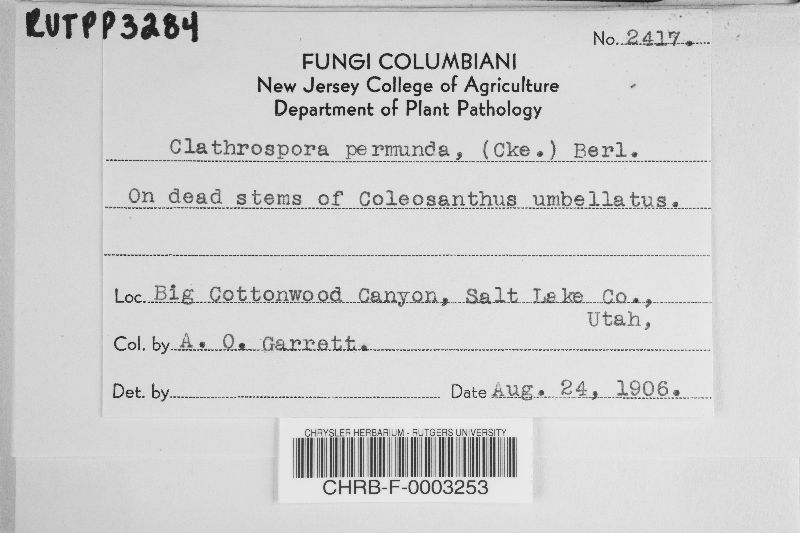 RUTPP3284
No. 2417.
FUNGI COLUMBIANI
New Jersey College of Agriculture
Department of Plant Pathology
Clathrospora permunda, (Cke.) Berl.
On dead stems of Coleosanthus umbellatus.
Loc. Big Cottonwood Canyon, Salt Lake Co.,
Utah,
Col. by A. O. Garrett.
Det. by
Date Aug. 24, 1906.
CHRYSLER HERBARIUM - RUTGERS UNIVERSITY
CHRB-F-0003253